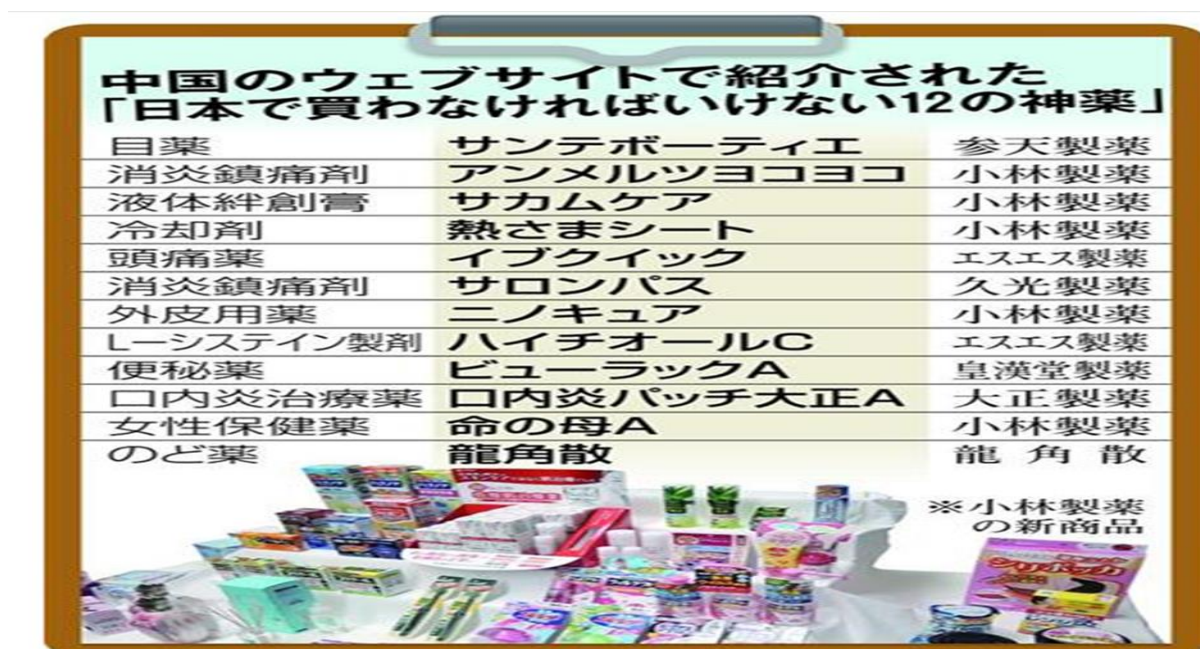 中国のウェブサイトで紹介された
「日本で買わなければいけない12の神薬」
目薬 サンテボーティエ 参天製薬
消炎鎮痛剤 アンメルツヨコヨコ 小林製薬
液体絆創膏 サカムケア 小林製薬
冷却剤 熱さまシート 小林製薬
頭痛薬 イブクイック エスエス製薬
消炎鎮痛剤 サロンパス 久光製薬
外皮用薬 ニノキュア 小林製薬
L−システイン製剤 ハイチオールC エスエス製薬
便秘薬 ビューラックA 皇漢堂製薬
口内炎治療薬 口内炎パッチ大正A 大正製薬
女性保健薬 命の母A 小林製薬
のど薬 龍角散 龍角散
※小林製薬
の新商品